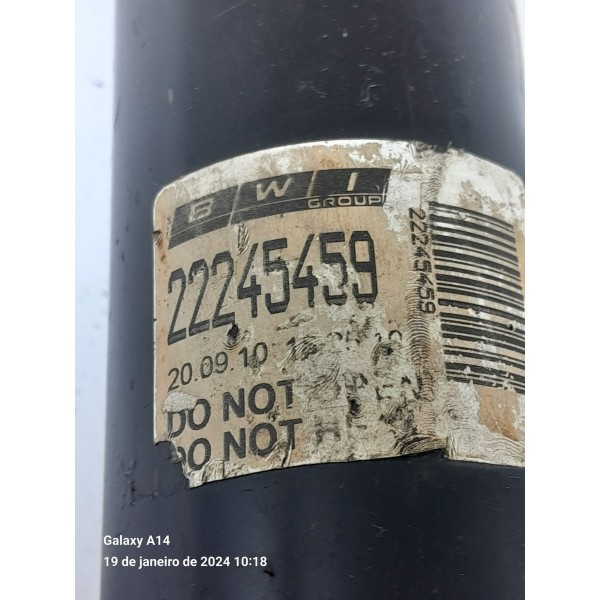 BWI
GROUP
22245459
20.09.10
DO NOT
DO NOT
22245459
Galaxy A14
19 de janeiro de 2024 10:18